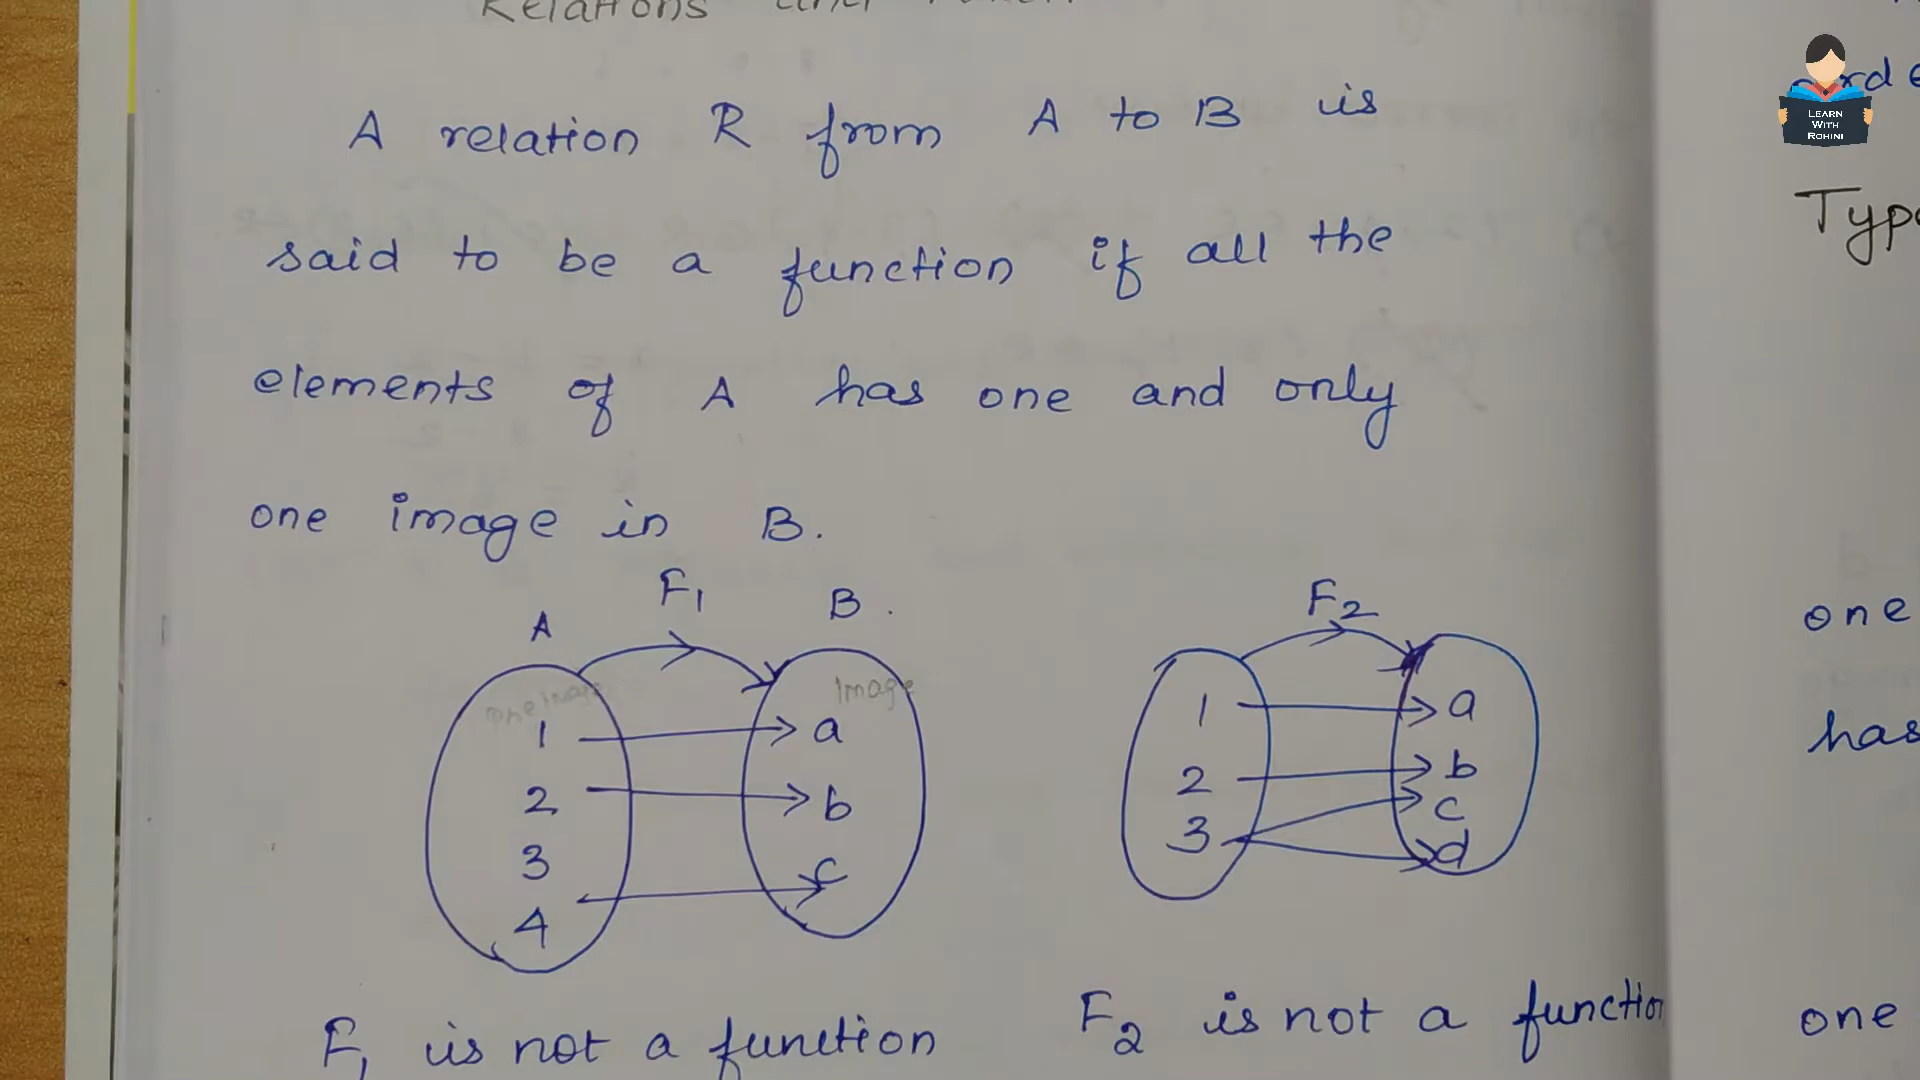 Relations
A relation R from A to B is
said to be a function if all the
elements of A has one and only
one image in B.
A F1 B .
image
1 a
2 b
3
4 c
F1 is not a function
F2
1 a
2 b
3 c
d
F2 is not a function
LEARN
WITH
ROHINI
one
has
one